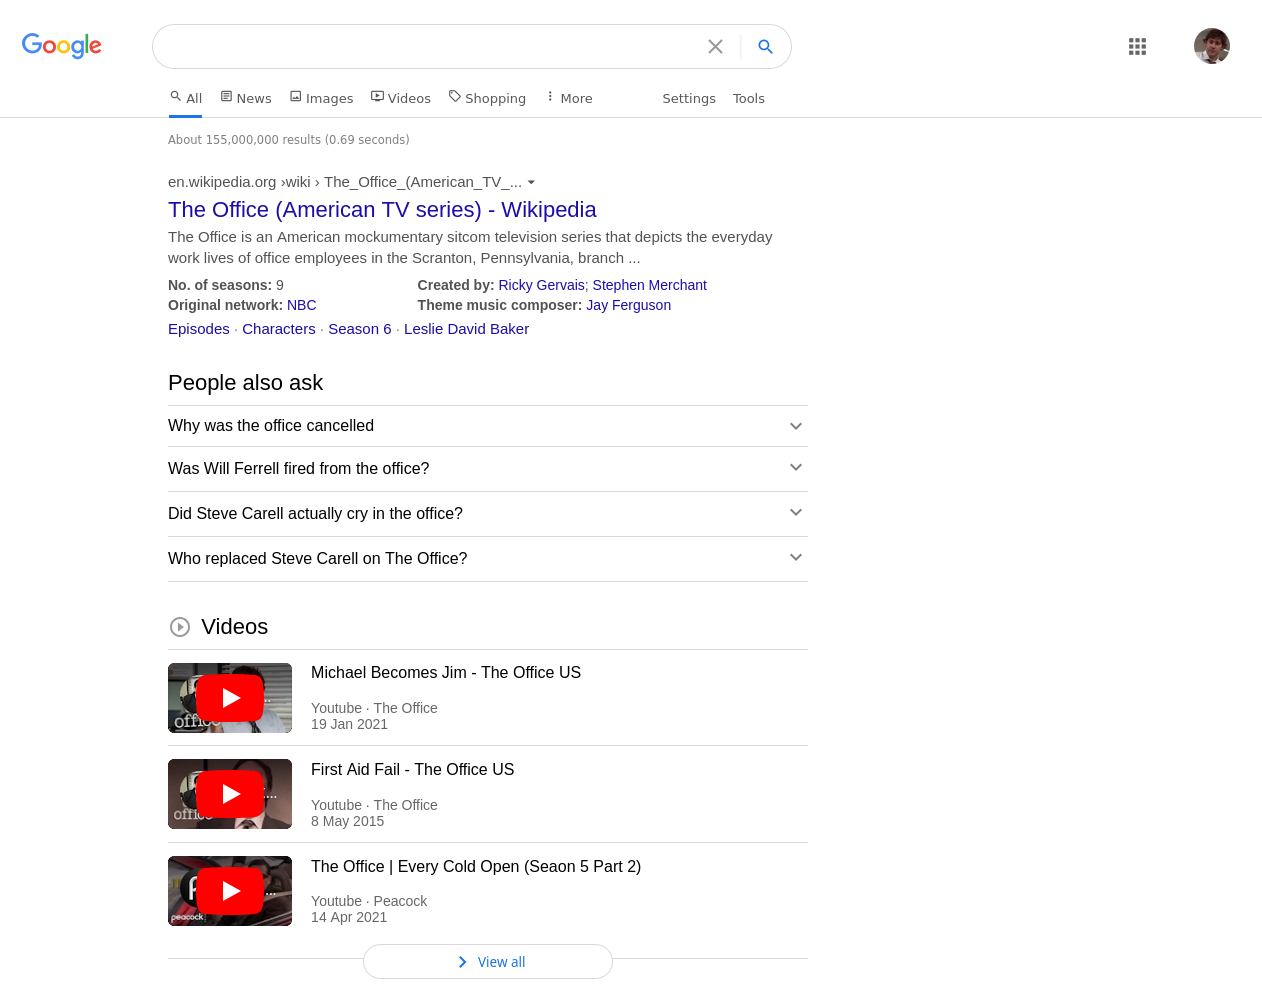 Google
All News Images Videos Shopping More Settings Tools
About 155,000,000 results (0.69 seconds)
en.wikipedia.org ›wiki › The_Office_(American_TV_...
The Office (American TV series) - Wikipedia
The Office is an American mockumentary sitcom television series that depicts the everyday
work lives of office employees in the Scranton, Pennsylvania, branch ...
No. of seasons: 9 Created by: Ricky Gervais; Stephen Merchant
Original network: NBC Theme music composer: Jay Ferguson
Episodes · Characters · Season 6 · Leslie David Baker
People also ask
Why was the office cancelled
Was Will Ferrell fired from the office?
Did Steve Carell actually cry in the office?
Who replaced Steve Carell on The Office?
Videos
Michael Becomes Jim - The Office US
Youtube · The Office
19 Jan 2021
office
First Aid Fail - The Office US
Youtube · The Office
8 May 2015
office
The Office | Every Cold Open (Seaon 5 Part 2)
Youtube · Peacock
14 Apr 2021
peacock
View all